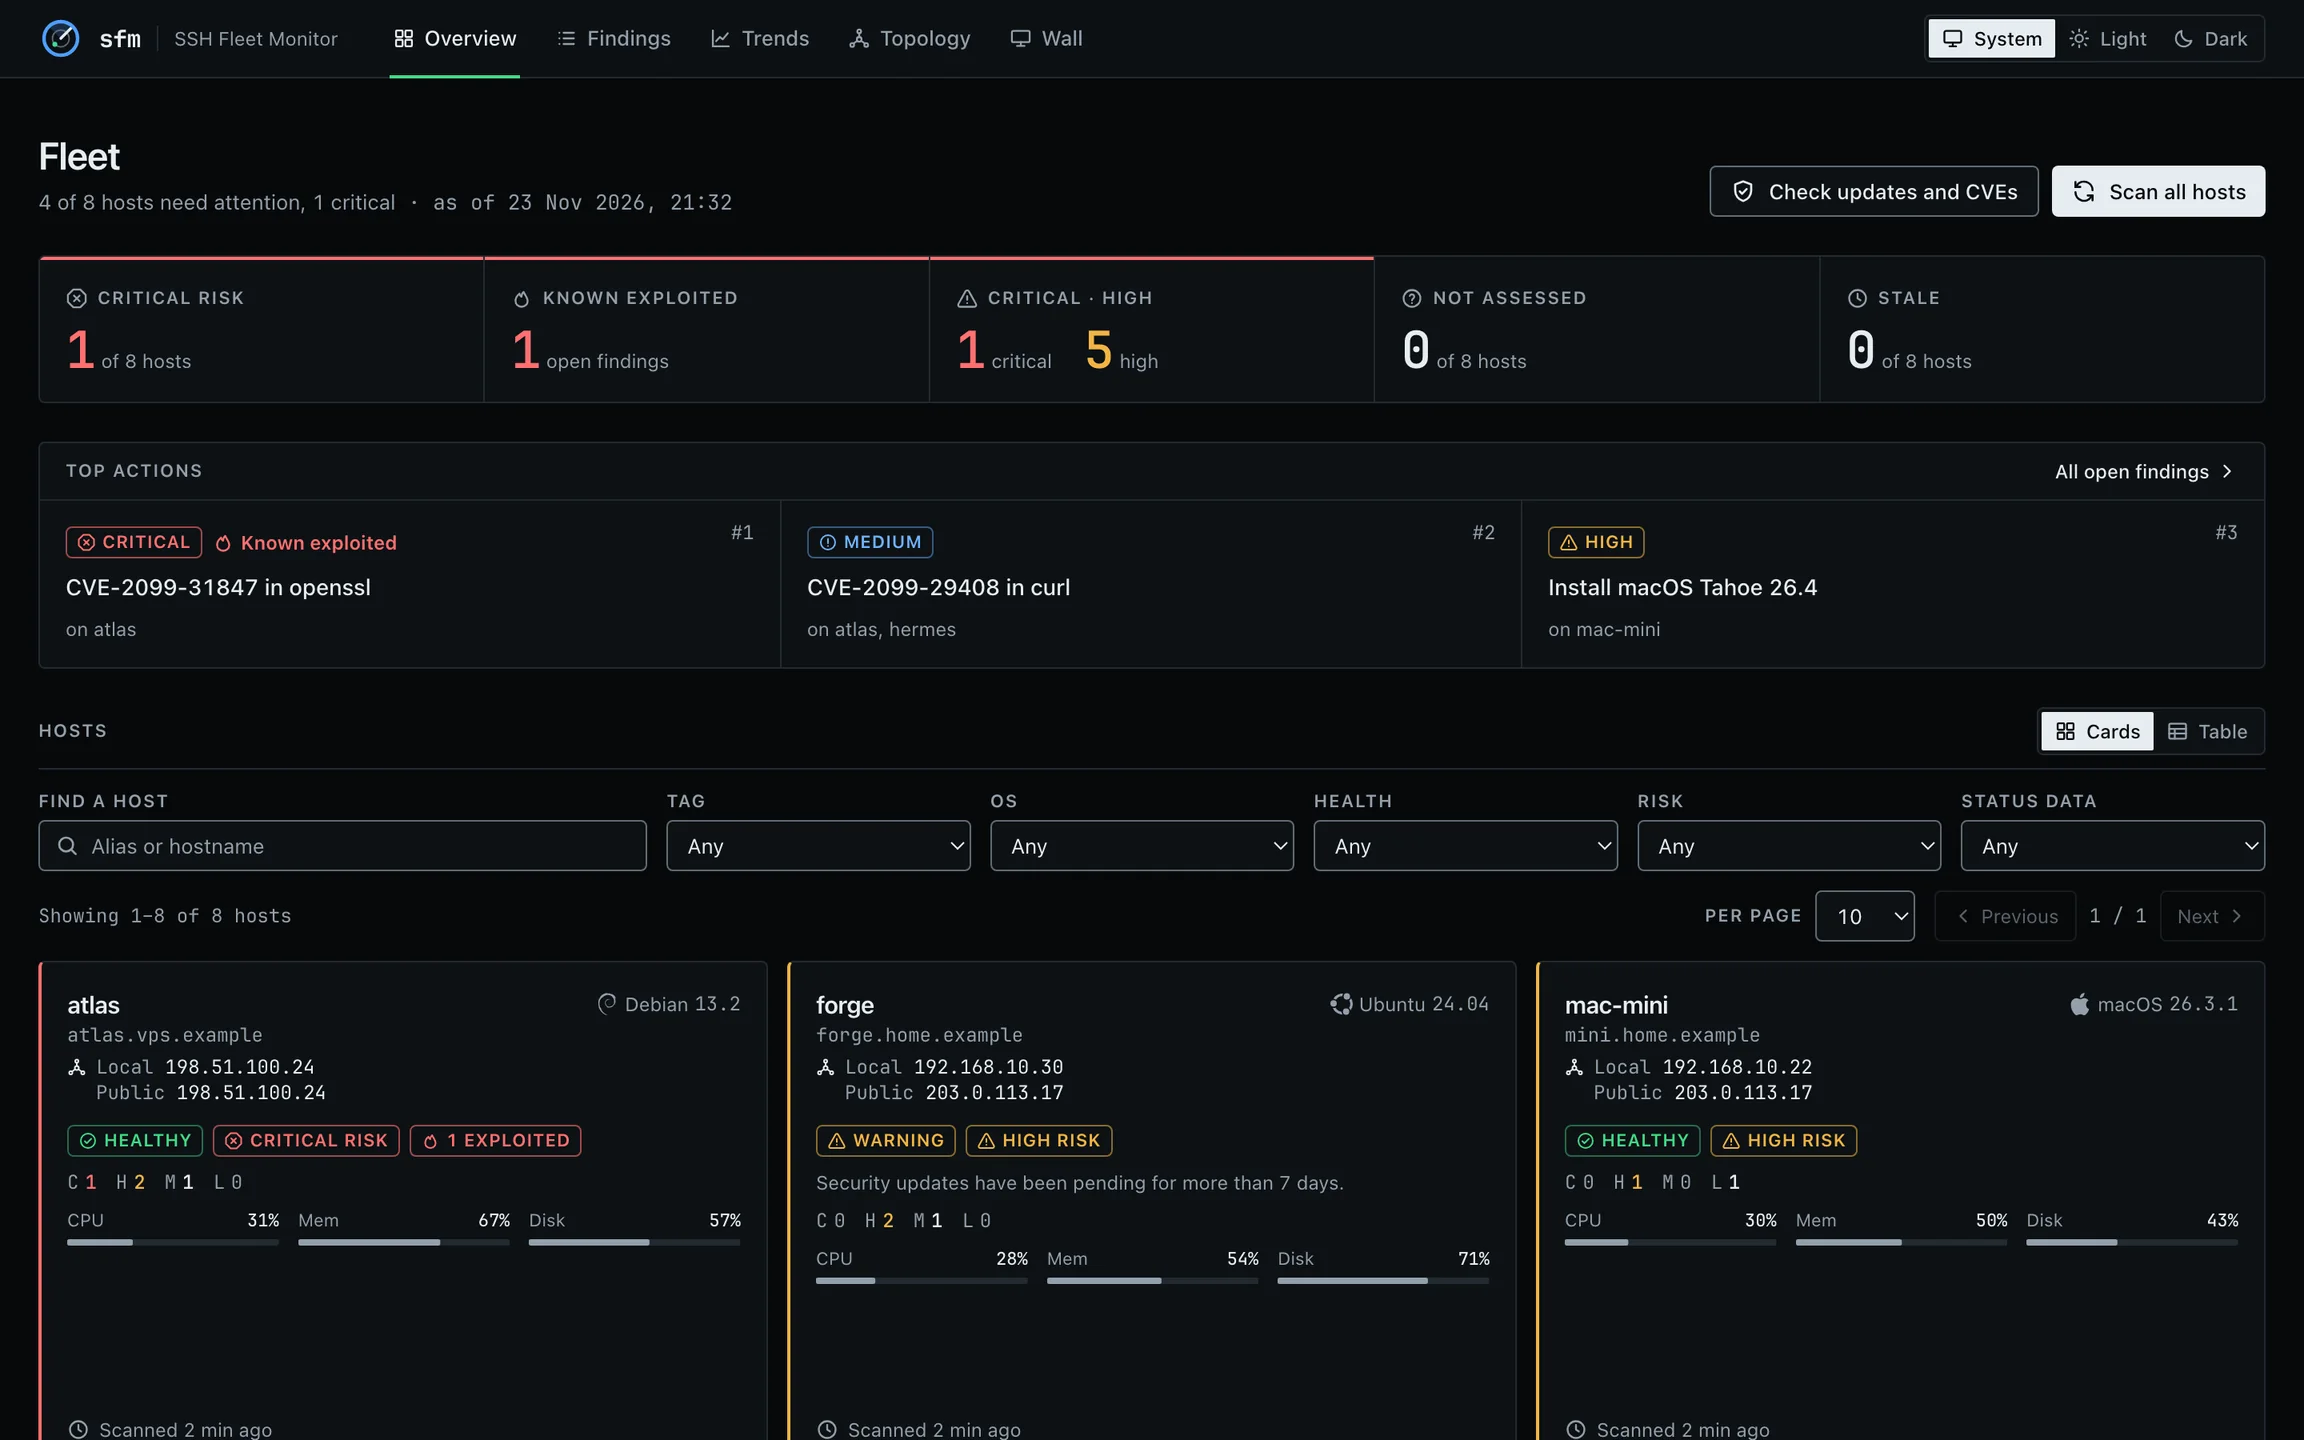 sfm SSH Fleet Monitor Overview Findings Trends Topology Wall System Light Dark
Fleet
4 of 8 hosts need attention, 1 critical · as of 23 Nov 2026, 21:32
Check updates and CVEs Scan all hosts
CRITICAL RISK
1 of 8 hosts
KNOWN EXPLOITED
1 open findings
CRITICAL · HIGH
1 critical 5 high
NOT ASSESSED
0 of 8 hosts
STALE
0 of 8 hosts
TOP ACTIONS All open findings
CRITICAL Known exploited #1
CVE-2099-31847 in openssl
on atlas
MEDIUM #2
CVE-2099-29408 in curl
on atlas, hermes
HIGH #3
Install macOS Tahoe 26.4
on mac-mini
HOSTS Cards Table
FIND A HOST TAG OS HEALTH RISK STATUS DATA
Alias or hostname Any Any Any Any Any
Showing 1–8 of 8 hosts PER PAGE 10 Previous 1 / 1 Next
atlas Debian 13.2
atlas.vps.example
Local 198.51.100.24
Public 198.51.100.24
HEALTHY CRITICAL RISK 1 EXPLOITED
C 1 H 2 M 1 L 0
CPU 31% Mem 67% Disk 57%
Scanned 2 min ago
forge Ubuntu 24.04
forge.home.example
Local 192.168.10.30
Public 203.0.113.17
WARNING HIGH RISK
Security updates have been pending for more than 7 days.
C 0 H 2 M 1 L 0
CPU 28% Mem 54% Disk 71%
Scanned 2 min ago
mac-mini macOS 26.3.1
mini.home.example
Local 192.168.10.22
Public 203.0.113.17
HEALTHY HIGH RISK
C 0 H 1 M 0 L 1
CPU 30% Mem 50% Disk 43%
Scanned 2 min ago